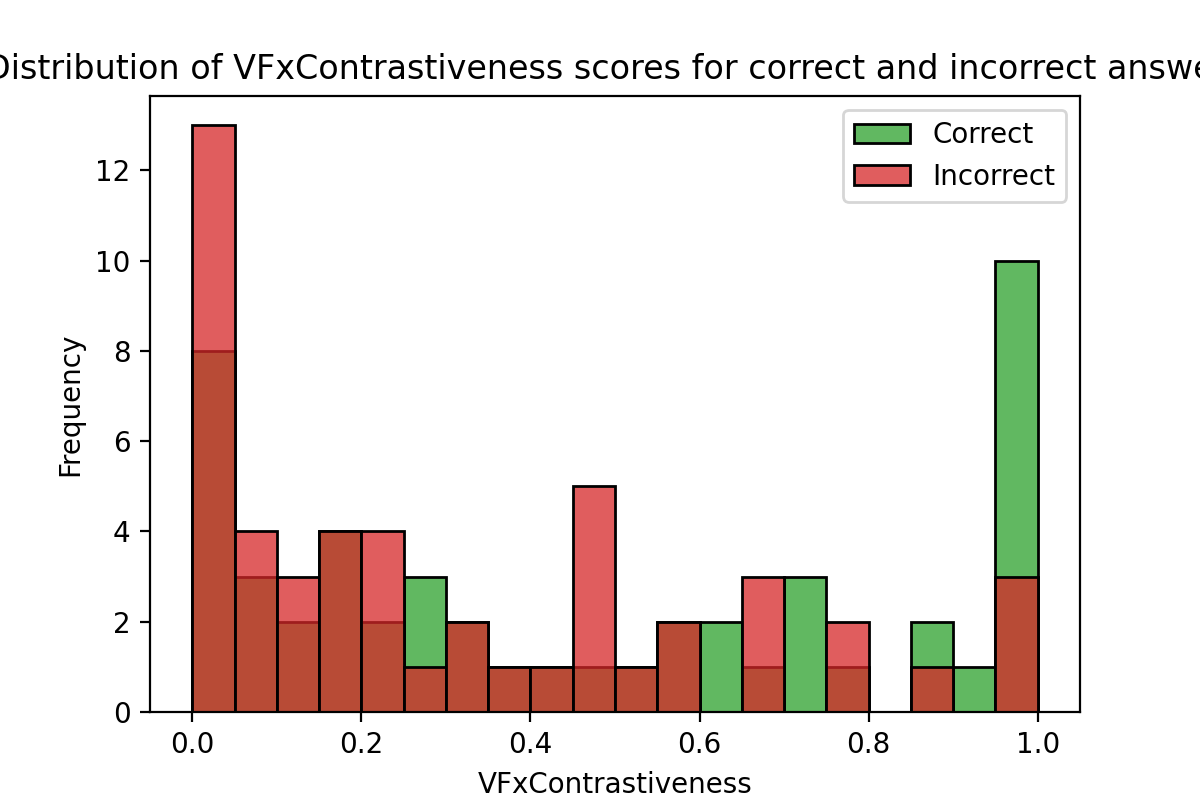 Distribution of VFxContrastiveness scores for correct and incorrect answe
Correct
Incorrect
12
10
8
6
4
2
0
Frequency
0.0 0.2 0.4 0.6 0.8 1.0
VFxContrastiveness